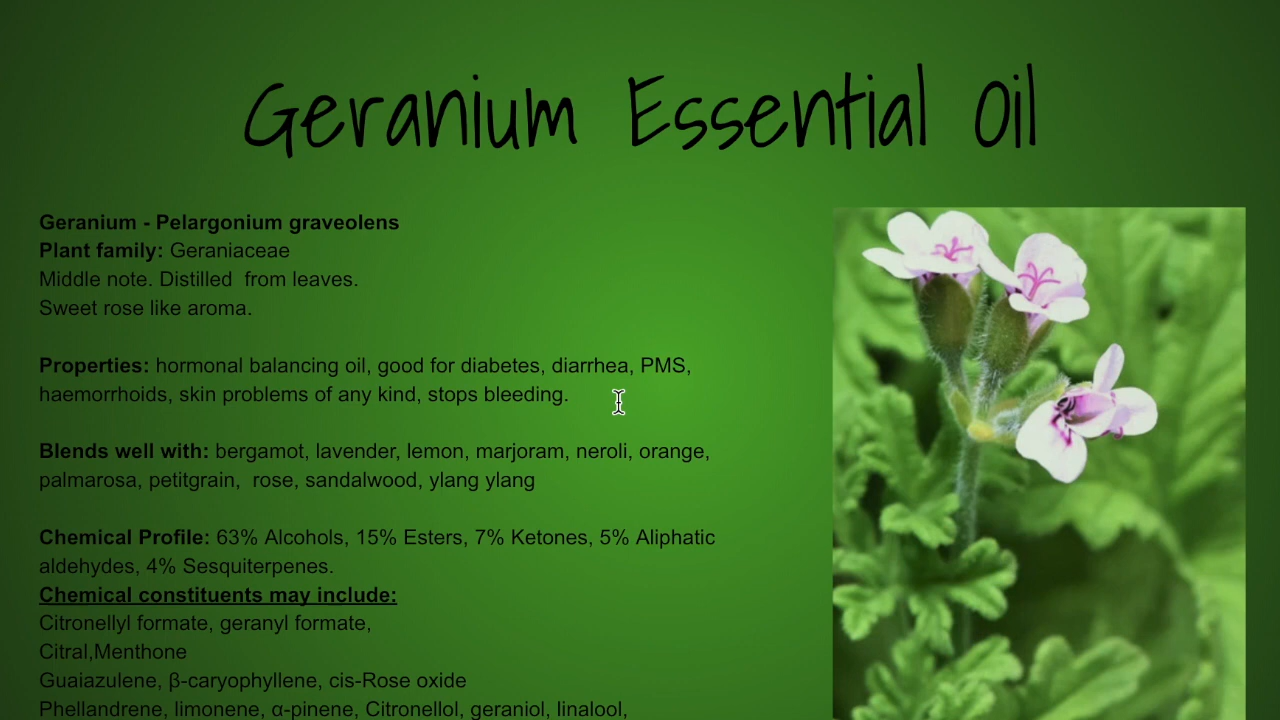 Geranium Essential Oil
Geranium - Pelargonium graveolens
Plant family: Geraniaceae
Middle note. Distilled  from leaves.
Sweet rose like aroma.
Properties: hormonal balancing oil, good for diabetes, diarrhea, PMS,
haemorrhoids, skin problems of any kind, stops bleeding.
Blends well with: bergamot, lavender, lemon, marjoram, neroli, orange,
palmarosa, petitgrain,  rose, sandalwood, ylang ylang
Chemical Profile: 63% Alcohols, 15% Esters, 7% Ketones, 5% Aliphatic
aldehydes, 4% Sesquiterpenes.
Chemical constituents may include:
Citronellyl formate, geranyl formate,
Citral,Menthone
Guaiazulene, β-caryophyllene, cis-Rose oxide
Phellandrene, limonene, α-pinene, Citronellol, geraniol, linalool,